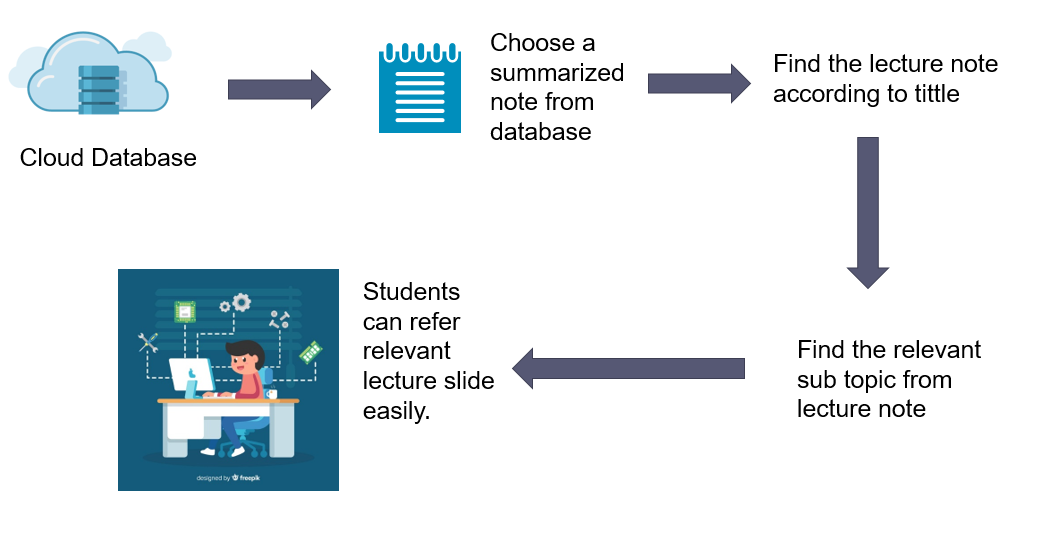 Choose a
summarized
note from
database
Find the lecture note
according to tittle
Cloud Database
Students
can refer
relevant
lecture slide
easily.
Find the relevant
sub topic from
lecture note
designed by freepik